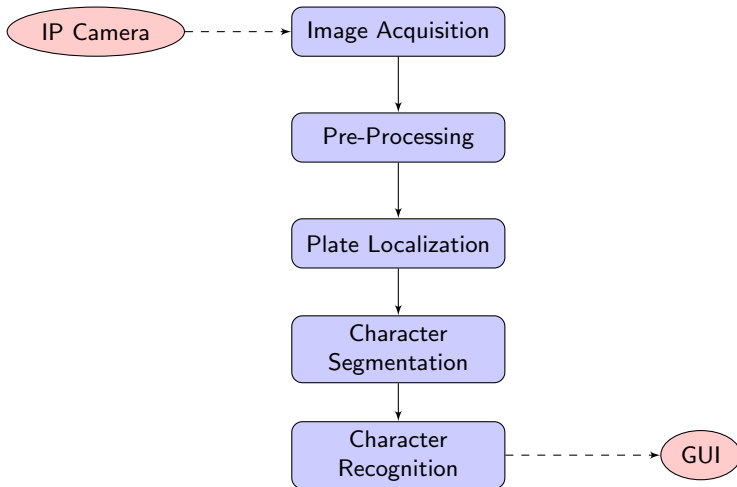 IP Camera
Image Acquisition
Pre-Processing
Plate Localization
Character
Segmentation
Character
Recognition
GUI